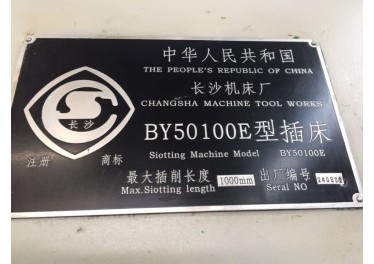 中华人民共和国
THE PEOPLE'S REPUBLIC OF CHINA
长沙机床厂
CHANGSHA MACHINE TOOL WORKS
长沙
注册 商标
BY50100E型插床
Siotting Machine Model BY50100E
最大插削长度 1000mm 出厂编号
Max.Siotting length Seral NO